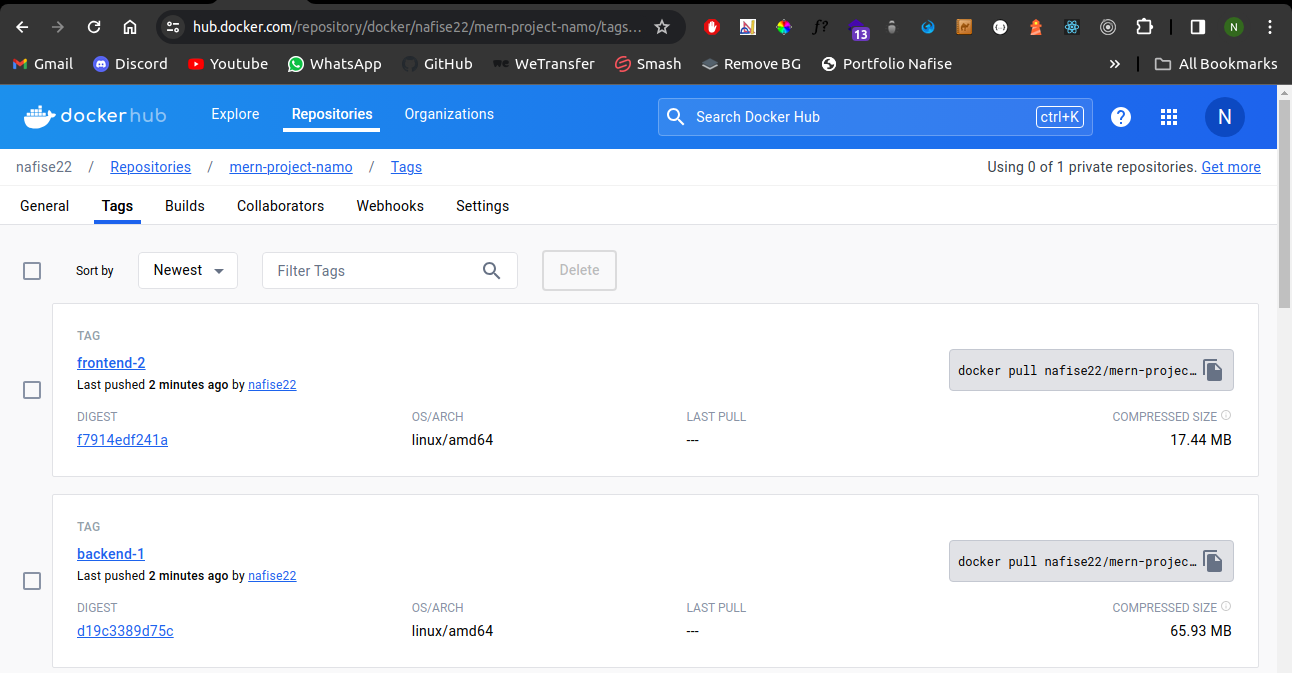 hub.docker.com/repository/docker/nafise22/mern-project-namo/tags...
f?
13
N
Gmail
Discord
Youtube
WhatsApp
GitHub
WeTransfer
Smash
Remove BG
Portfolio Nafise
»
All Bookmarks
dockerhub
Explore
Repositories
Organizations
Search Docker Hub
ctrl+K
?
N
nafise22 / Repositories / mern-project-namo / Tags
Using 0 of 1 private repositories. Get more
General
Tags
Builds
Collaborators
Webhooks
Settings
Sort by
Newest
Filter Tags
Delete
TAG
frontend-2
docker pull nafise22/mern-projec…
Last pushed 2 minutes ago by nafise22
DIGEST
OS/ARCH
LAST PULL
COMPRESSED SIZE
f7914edf241a
linux/amd64
---
17.44 MB
TAG
backend-1
docker pull nafise22/mern-projec…
Last pushed 2 minutes ago by nafise22
DIGEST
OS/ARCH
LAST PULL
COMPRESSED SIZE
d19c3389d75c
linux/amd64
---
65.93 MB